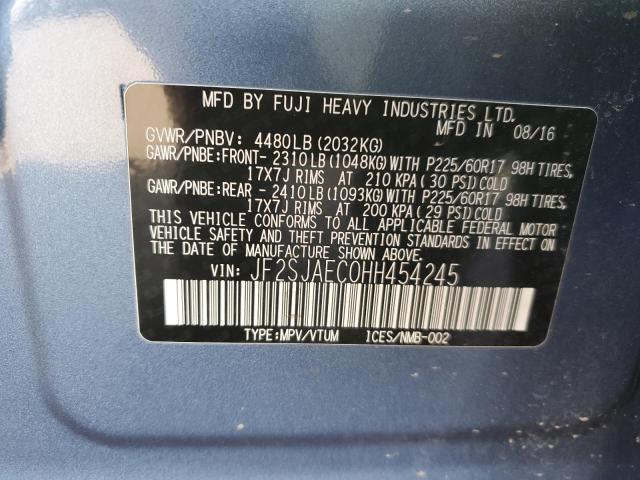 MFD BY FUJI HEAVY INDUSTRIES LTD.
MFD IN 08/16
GVWR/PNBV: 4480LB (2032KG)
GAWR/PNBE:FRONT- 2310LB (1048KG) WITH P225/60R17 98H TIRES,
17X7J RIMS AT 210 KPA (30 PSI) COLD
GAWR/PNBE:REAR - 2410LB (1093KG) WITH P225/60R17 98H TIRES,
17X7J RIMS AT 200 KPA (29 PSI) COLD
THIS VEHICLE CONFORMS TO ALL APPLICABLE FEDERAL MOTOR
VEHICLE SAFETY AND THEFT PREVENTION STANDARDS IN EFFECT ON
THE DATE OF MANUFACTURE SHOWN ABOVE.
VIN: JF2SJAEC0HH454245
TYPE:MPV/VTUM ICES/NMB-002